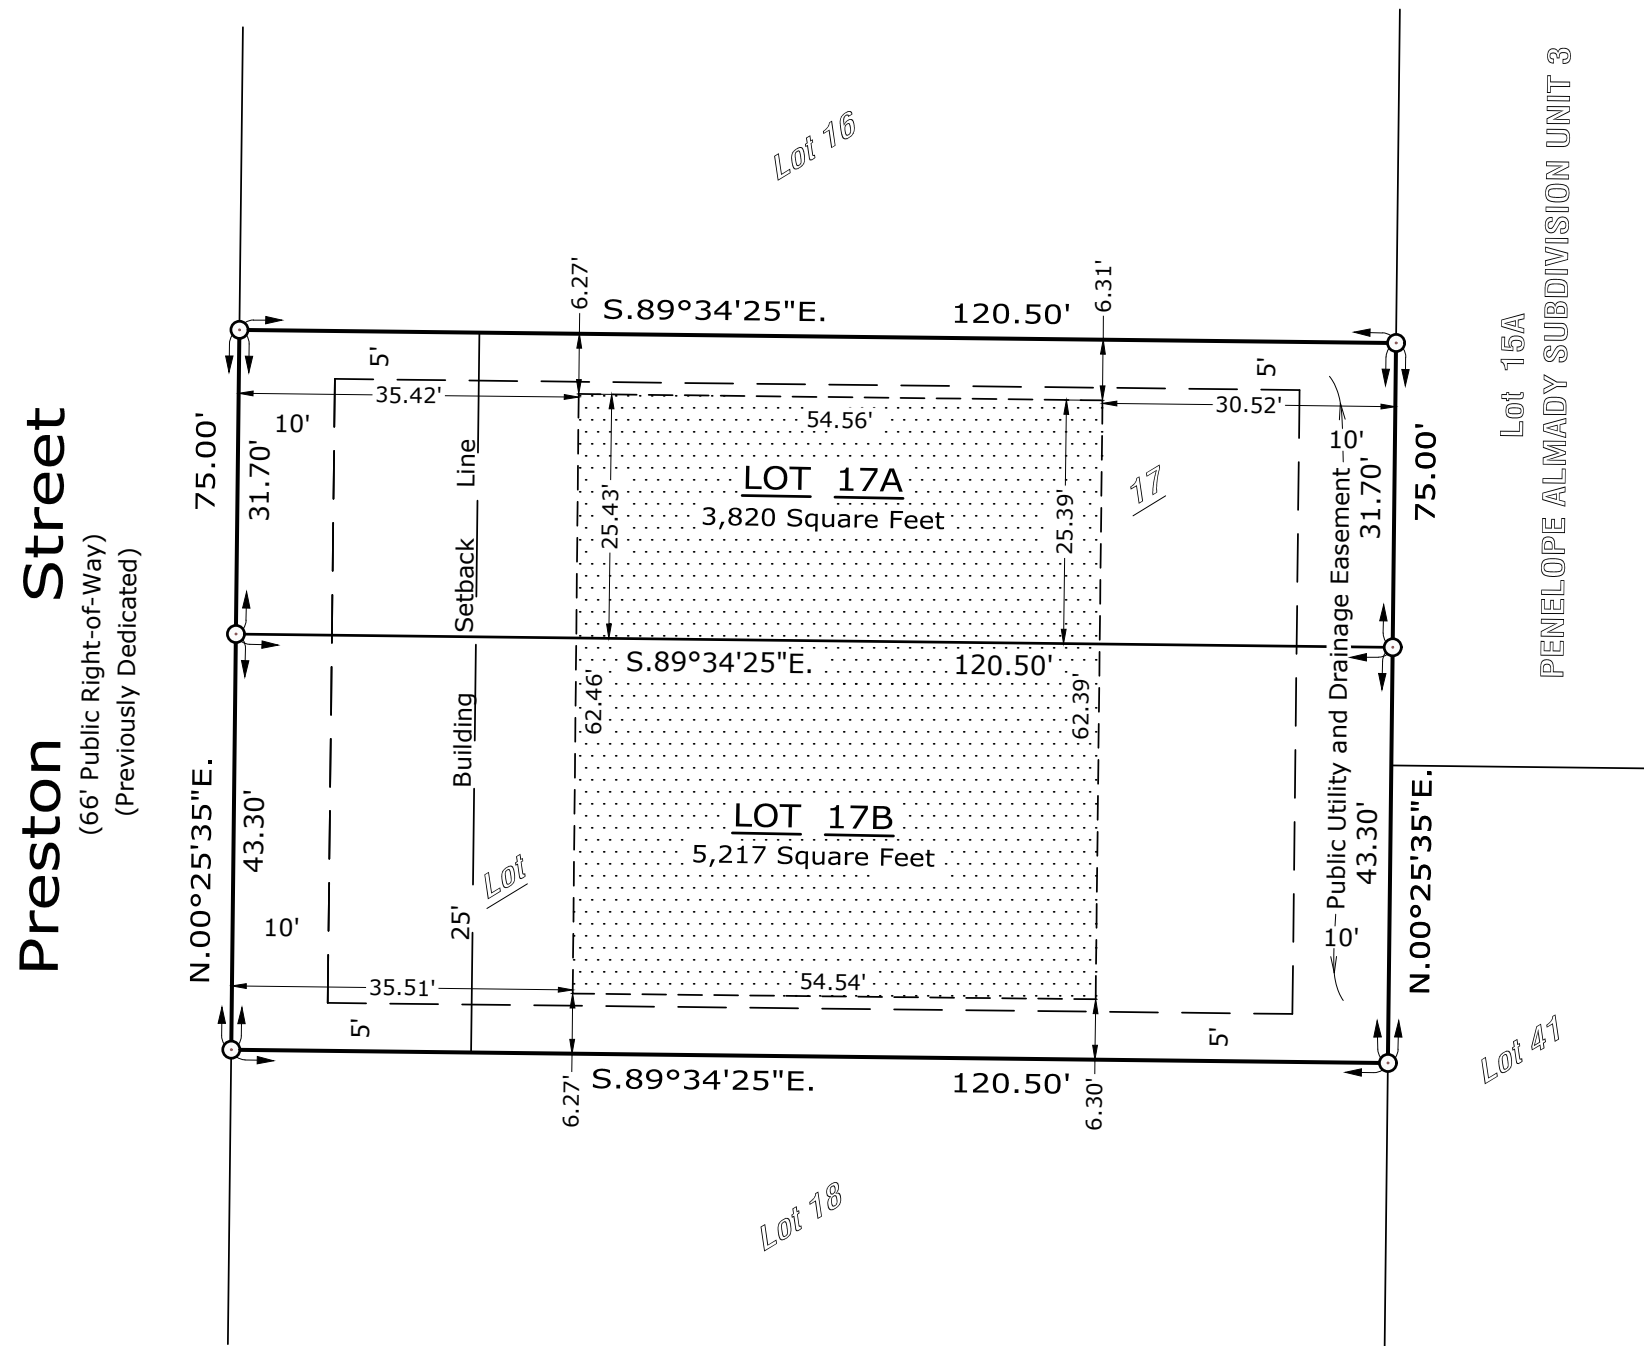 Lot 16
Lot 15A
PENELOPE ALMADY SUBDIVISION UNIT 3
6.27'
6.31'
S.89°34'25"E. 120.50'
5'
5'
35.42'
30.52'
10'
54.56'
10'
75.00'
31.70'
Line
LOT 17A
3,820 Square Feet
17
25.43'
25.39'
31.70'
75.00'
Preston Street
(66' Public Right-of-Way)
(Previously Dedicated)
Setback
S.89°34'25"E. 120.50'
62.46'
62.39'
Building
Public Utility and Drainage Easement
N.00°25'35"E.
43.30'
LOT 17B
5,217 Square Feet
43.30'
N.00°25'35"E.
Lot
10'
25'
10'
35.51'
54.54'
5'
5'
S.89°34'25"E. 120.50'
6.27'
6.30'
Lot 41
Lot 18